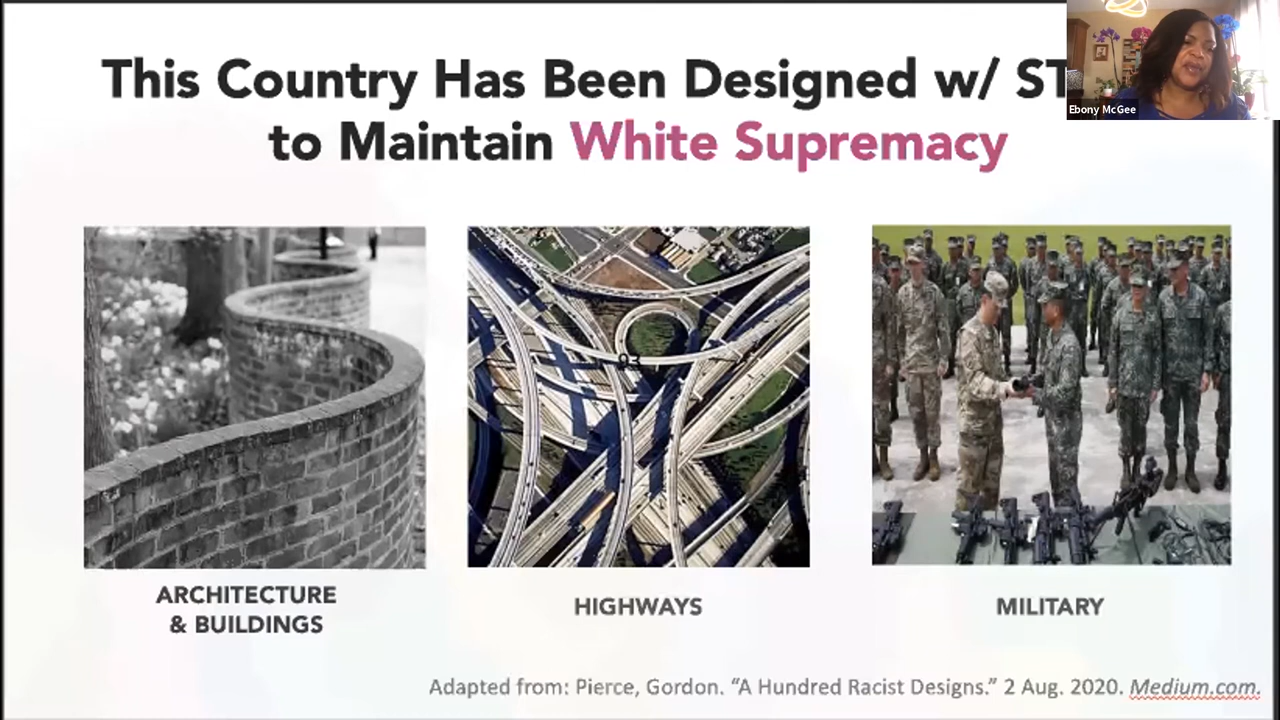 This Country Has Been Designed w/ ST
to Maintain White Supremacy
Ebony McGee
ARCHITECTURE
& BUILDINGS
HIGHWAYS
MILITARY
Adapted from: Pierce, Gordon. “A Hundred Racist Designs.” 2 Aug. 2020. Medium.com.